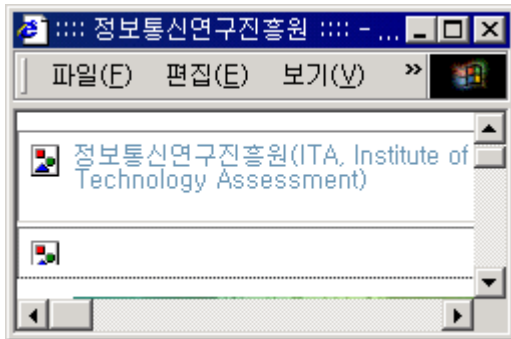 :::: 정보통신연구진흥원 :::: - ...
파일(F) 편집(E) 보기(V) »
정보통신연구진흥원(ITA, Institute of
Technology Assessment)